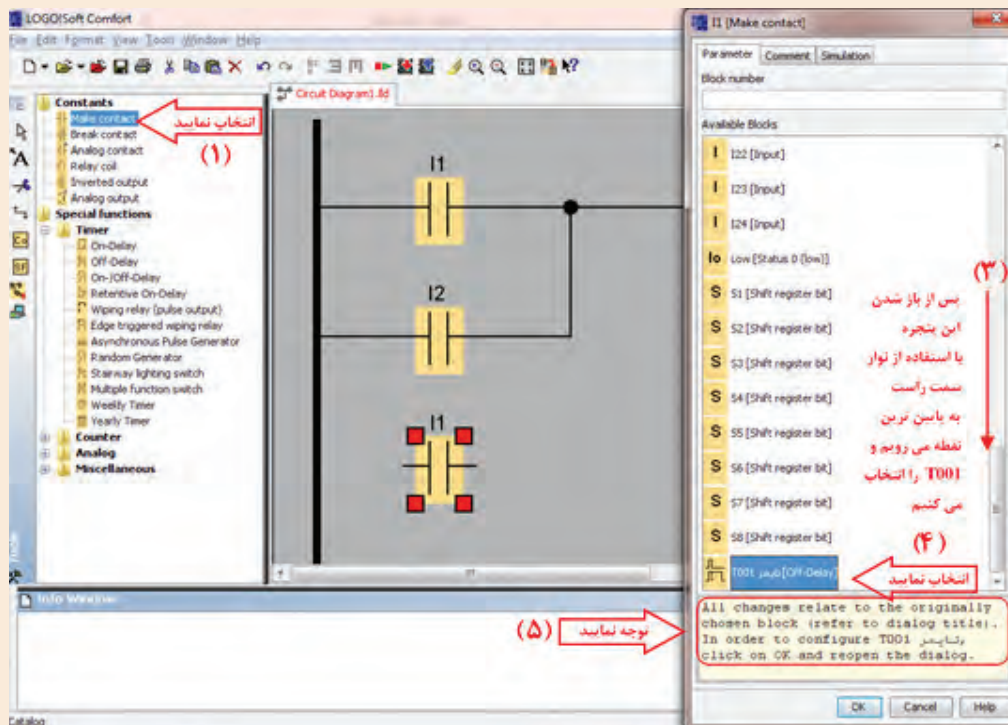 LOGO!Soft Comfort
File Edit Format View Tools Window Help
Constants
Make contact
Break contact
Analog contact
Relay coil
Inverted output
Analog output
Special functions
Timer
On-Delay
Off-Delay
On-/Off-Delay
Retentive On-Delay
Wiping relay (pulse output)
Edge triggered wiping relay
Asynchronous Pulse Generator
Random Generator
Stairway lighting switch
Multiple function switch
Weekly Timer
Yearly Timer
Counter
Analog
Miscellaneous
انتخاب نمایید
(۱)
Circuit Diagram1.lld
I1
I2
I1
Info Window
Catalog
I1 [Make contact]
Parameter Comment Simulation
Block number
Available Blocks
I I22 [Input]
I I23 [Input]
I I24 [Input]
lo Low [Status 0 (low)]
S S1 [Shift register bit]
S S2 [Shift register bit]
S S3 [Shift register bit]
S S4 [Shift register bit]
S S5 [Shift register bit]
S S6 [Shift register bit]
S S7 [Shift register bit]
S S8 [Shift register bit]
T001 تایمر [Off-Delay]
(۳)
پس از باز شدن
این پنجره
با استفاده از نوار
سمت راست
به پایین ترین
نقطه می رویم و
T001 را انتخاب
می کنیم
(۴)
انتخاب نمایید
(۵)
توجه نمایید
All changes relate to the originally
chosen block (refer to dialog title).
In order to configure T001 تایمر,
click on OK and reopen the dialog.
OK Cancel Help